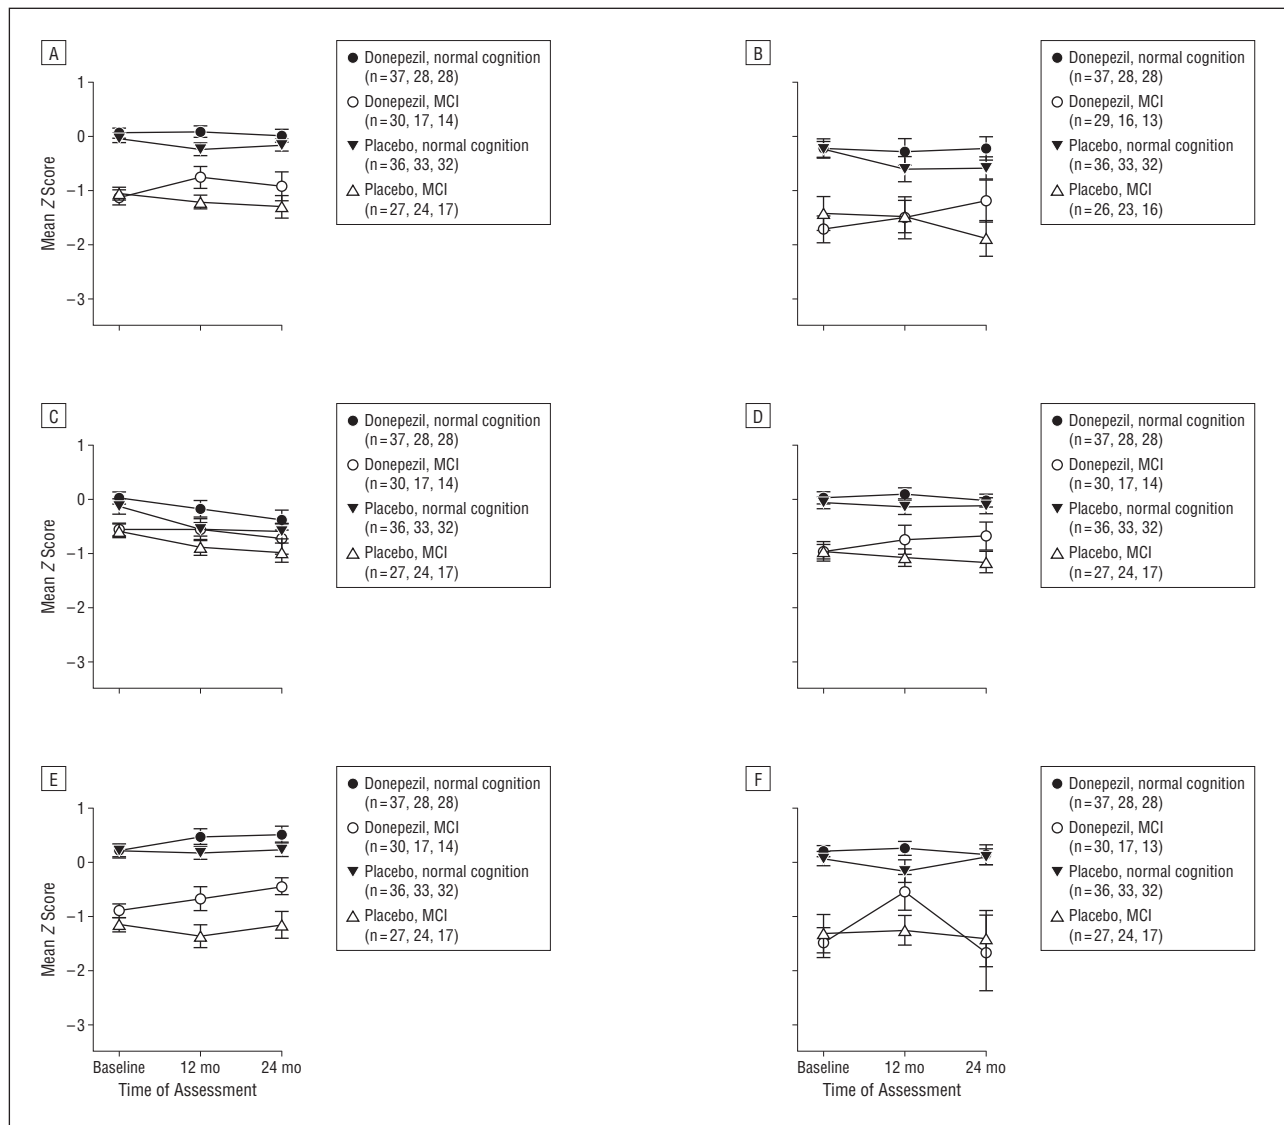 A
Mean Z Score
1
0
−1
−2
−3
Donepezil, normal cognition
(n = 37, 28, 28)
Donepezil, MCI
(n = 30, 17, 14)
Placebo, normal cognition
(n = 36, 33, 32)
Placebo, MCI
(n = 27, 24, 17)
B
Donepezil, normal cognition
(n = 37, 28, 28)
Donepezil, MCI
(n = 29, 16, 13)
Placebo, normal cognition
(n = 36, 33, 32)
Placebo, MCI
(n = 26, 23, 16)
C
Mean Z Score
1
0
−1
−2
−3
Donepezil, normal cognition
(n = 37, 28, 28)
Donepezil, MCI
(n = 30, 17, 14)
Placebo, normal cognition
(n = 36, 33, 32)
Placebo, MCI
(n = 27, 24, 17)
D
Donepezil, normal cognition
(n = 37, 28, 28)
Donepezil, MCI
(n = 30, 17, 14)
Placebo, normal cognition
(n = 36, 33, 32)
Placebo, MCI
(n = 27, 24, 17)
E
Mean Z Score
1
0
−1
−2
−3
Baseline 12 mo 24 mo
Time of Assessment
Donepezil, normal cognition
(n = 37, 28, 28)
Donepezil, MCI
(n = 30, 17, 14)
Placebo, normal cognition
(n = 36, 33, 32)
Placebo, MCI
(n = 27, 24, 17)
F
Baseline 12 mo 24 mo
Time of Assessment
Donepezil, normal cognition
(n = 37, 28, 28)
Donepezil, MCI
(n = 30, 17, 13)
Placebo, normal cognition
(n = 36, 33, 32)
Placebo, MCI
(n = 27, 24, 17)